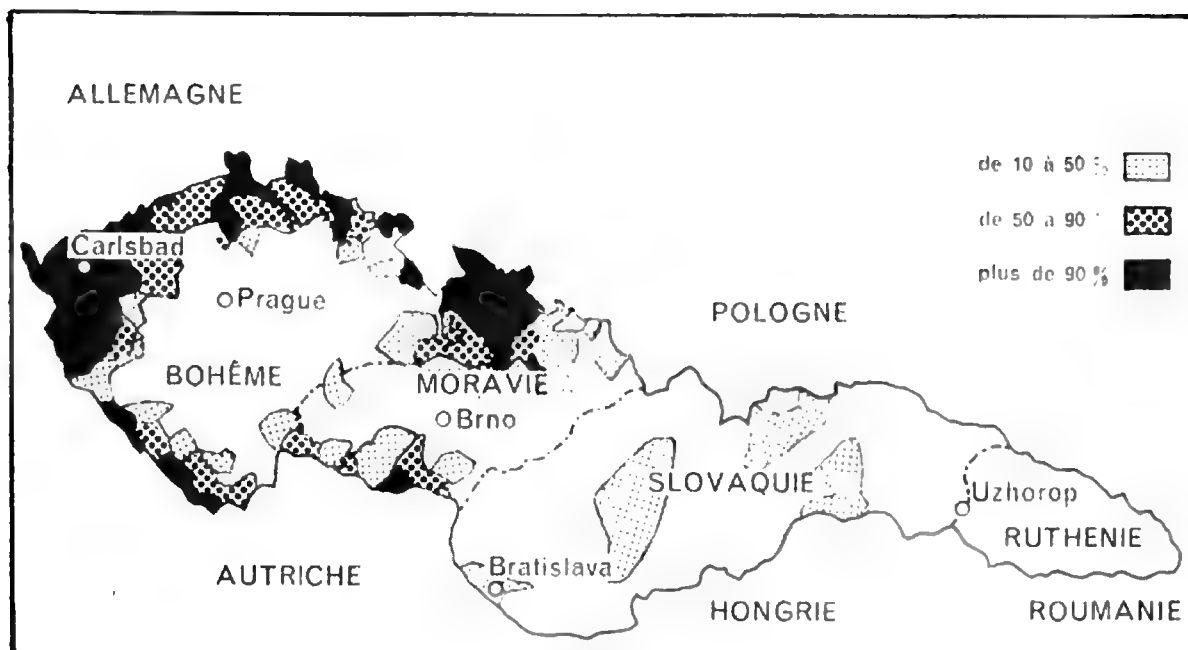 ALLEMAGNE
de 10 à 50 %
de 50 à 90
plus de 90 %
Carlsbad
Prague
POLOGNE
BOHÊME
MORAVIE
Brno
SLOVAQUIE
Uzhorop
RUTHENIE
Bratislava
AUTRICHE
HONGRIE
ROUMANIE